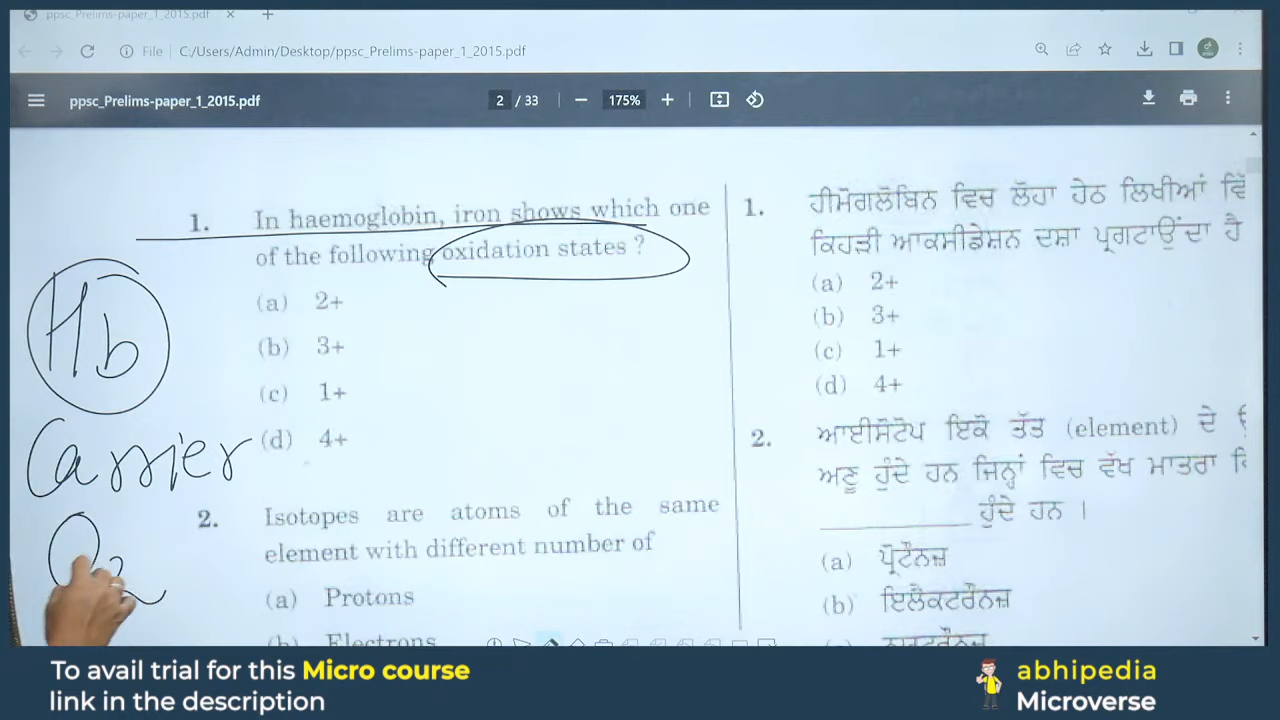 ppsc_Prelims-paper_1_2015.pdf
File C:/Users/Admin/Desktop/ppsc_Prelims-paper_1_2015.pdf
ppsc_Prelims-paper_1_2015.pdf
2 / 33
175%
1. In haemoglobin, iron shows which one
of the following oxidation states ?
(a) 2+
(b) 3+
(c) 1+
(d) 4+
2. Isotopes are atoms of the same
element with different number of
(a) Protons
(b) Electrons
Hb
Carrier
O2
1. ਹੀਮੋਗਲੋਬਿਨ ਵਿਚ ਲੋਹਾ ਹੇਠ ਲਿਖੀਆਂ
ਕਿਹੜੀ ਆਕਸੀਡੇਸ਼ਨ ਦਸ਼ਾ ਪ੍ਰਗਟਾਉਂਦਾ ਹੈ
(a) 2+
(b) 3+
(c) 1+
(d) 4+
2. ਆਈਸੋਟੋਪ ਇਕੋ ਤੱਤ (element) ਦੇ
ਅਣੂ ਹੁੰਦੇ ਹਨ ਜਿਨ੍ਹਾਂ ਵਿਚ ਵੱਖ ਮਾਤਰਾ
ਹੁੰਦੇ ਹਨ ।
(a) ਪ੍ਰੋਟੌਨਜ਼
(b) ਇਲੈਕਟਰੌਨਜ਼
To avail trial for this Micro course
link in the description
abhipedia
Microverse